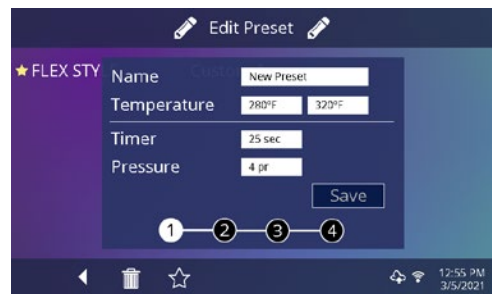 Edit Preset
FLEX STY
Custom
Name New Preset
Temperature 280°F 320°F
Timer 25 sec
Pressure 4 pr
Save
1 2 3 4
12:55 PM
3/5/2021